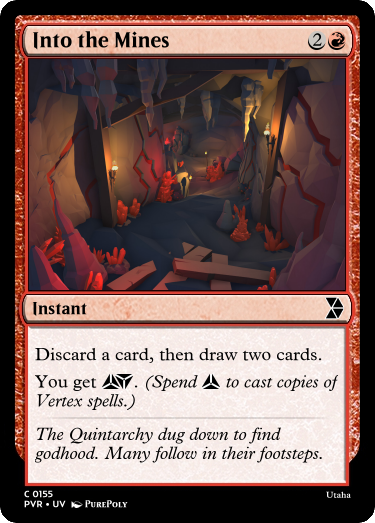 Into the Mines 2
Instant
Discard a card, then draw two cards.
You get . (Spend to cast copies of
Vertex spells.)
The Quintarchy dug down to find
godhood. Many follow in their footsteps.
C 0155
PVR • UV PurePoly
Utaha